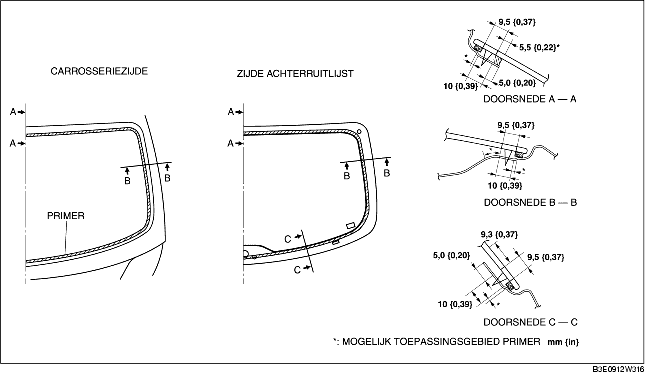 CARROSSERIEZIJDE
A
A
B
B
PRIMER
ZIJDE ACHTERRUITLIJST
A
A
B
B
C
C
9,5 {0,37}
5,5 {0,22}*
*
10 {0,39}
5,0 {0,20}
DOORSNEDE A — A
9,5 {0,37}
*
*
10 {0,39}
DOORSNEDE B — B
9,3 {0,37}
5,0 {0,20}
9,5 {0,37}
10 {0,39}
*
DOORSNEDE C — C
*: MOGELIJK TOEPASSINGSGEBIED PRIMER mm {in}
B3E0912W316